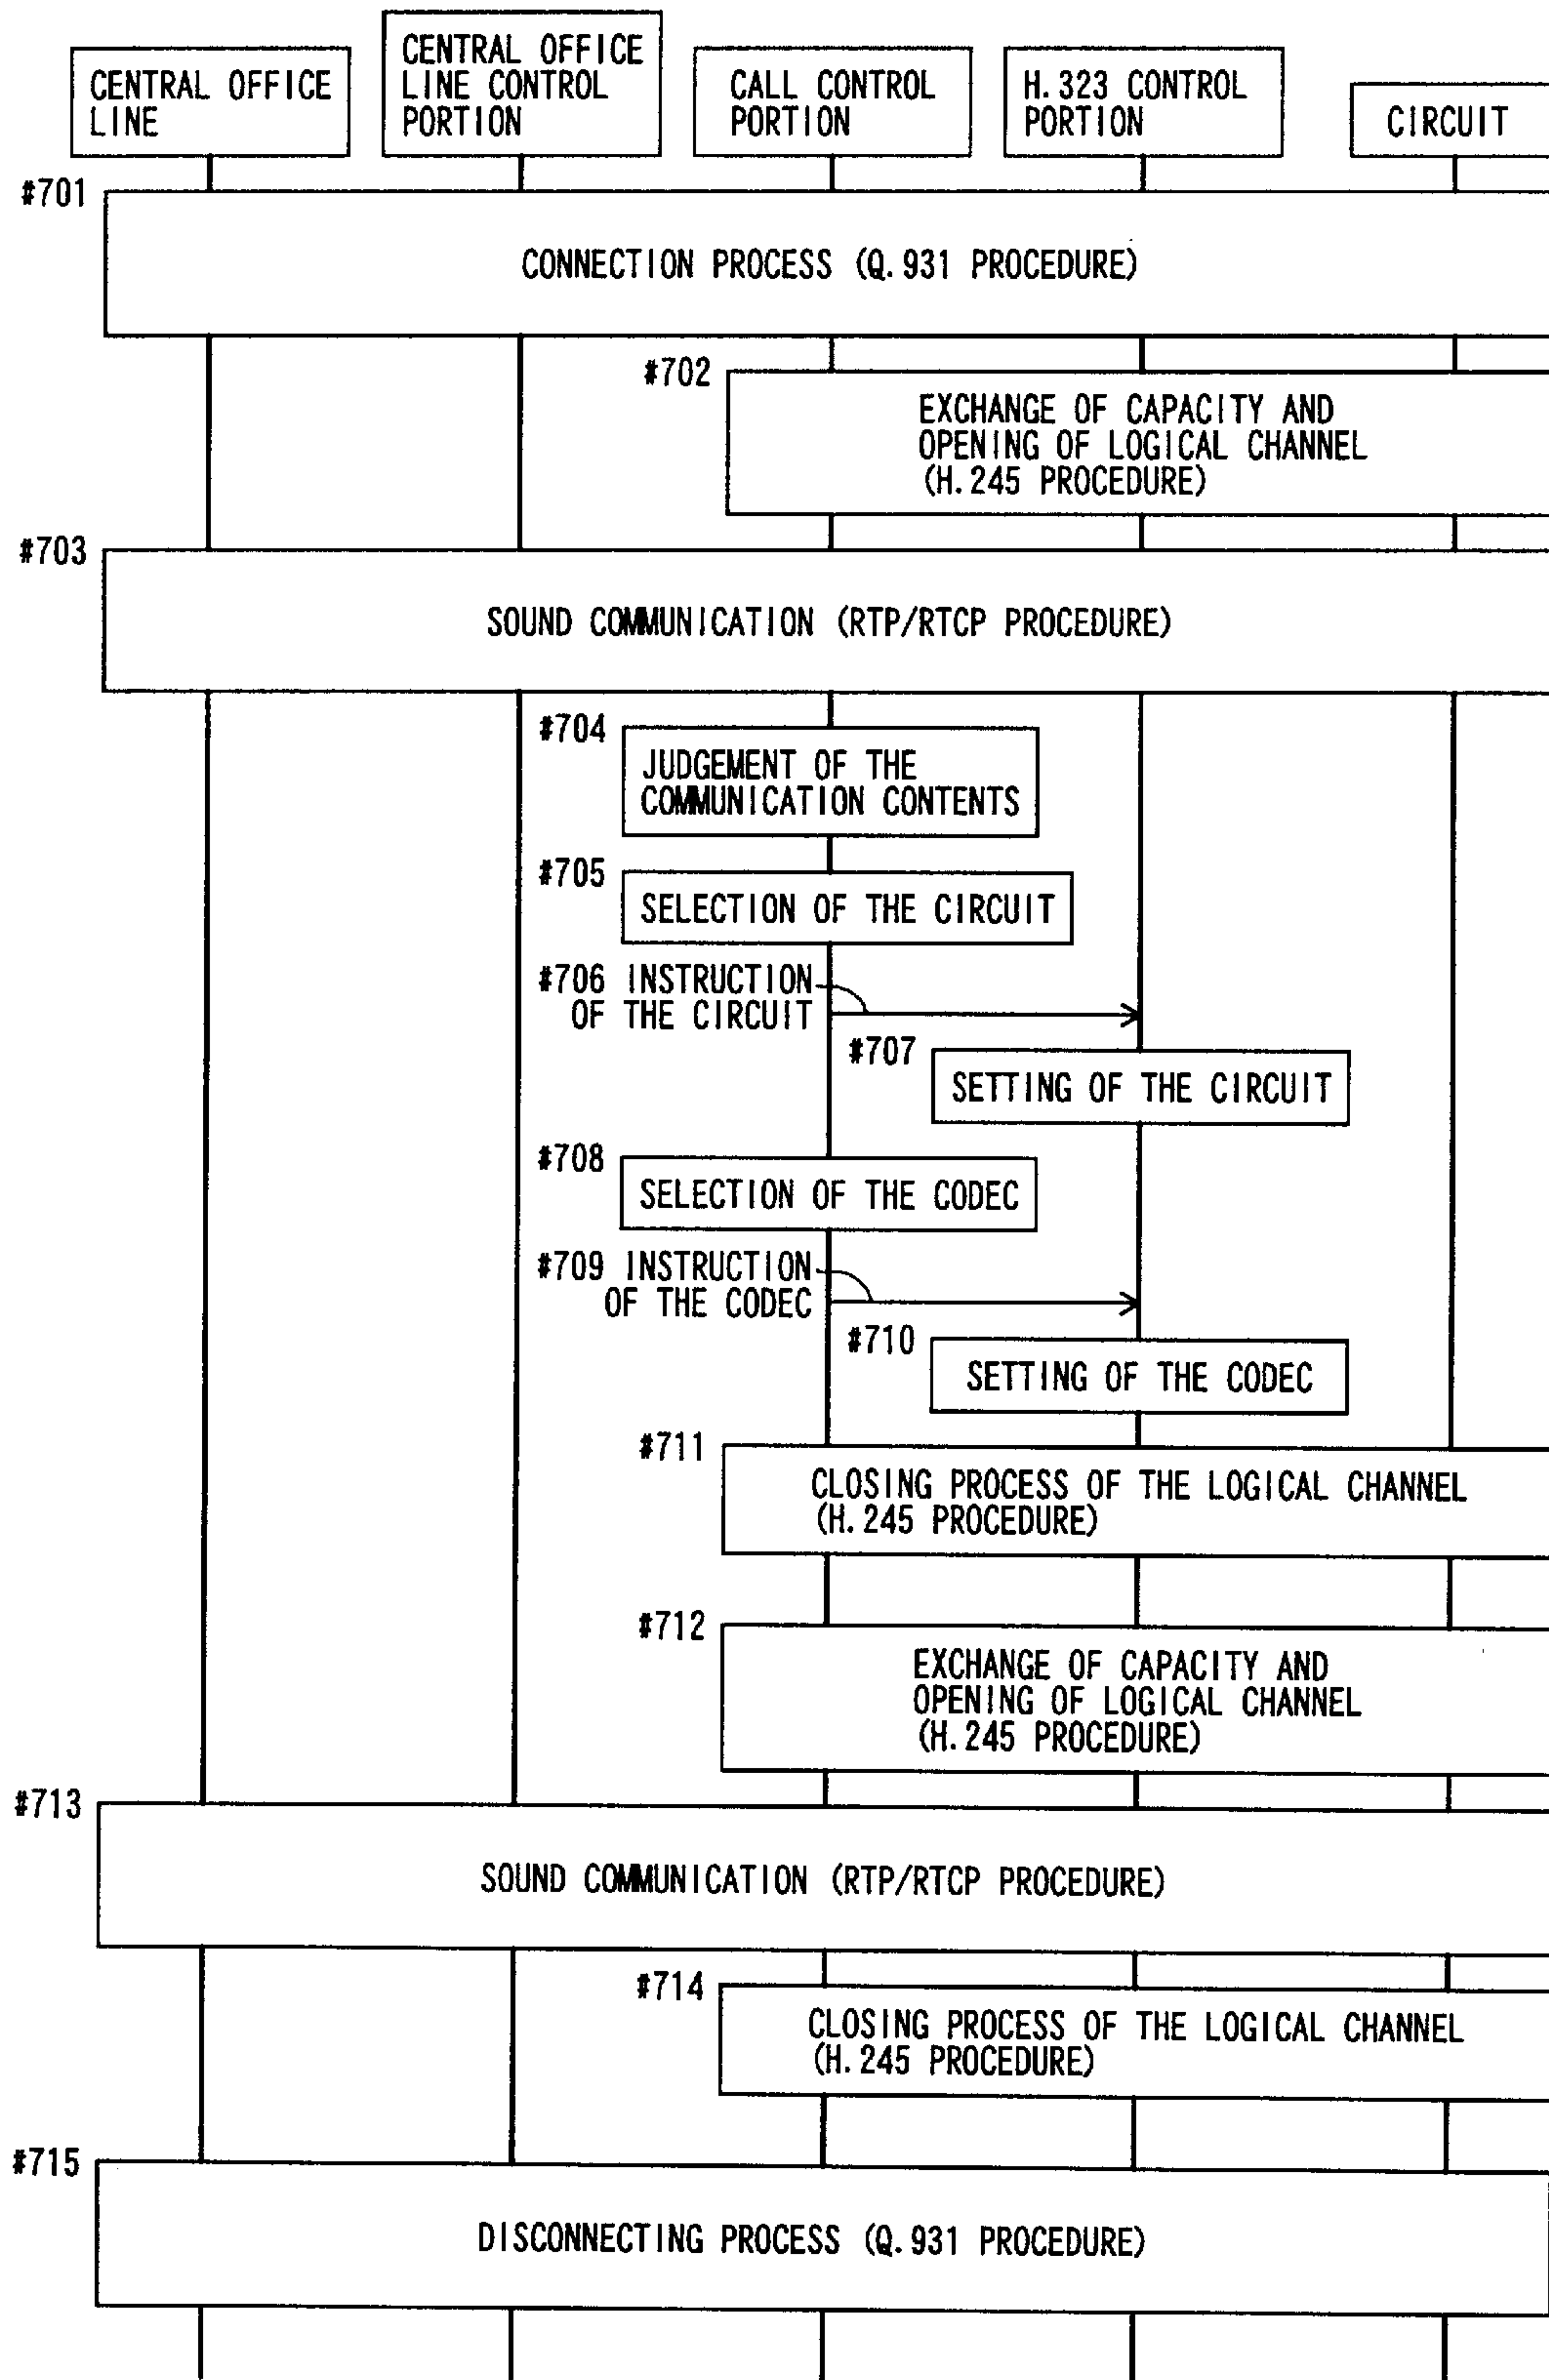 CENTRAL OFFICE
LINE
CENTRAL OFFICE
LINE CONTROL
PORTION
CALL CONTROL
PORTION
H.323 CONTROL
PORTION
CIRCUIT
#701
CONNECTION PROCESS (Q.931 PROCEDURE)
#702
EXCHANGE OF CAPACITY AND
OPENING OF LOGICAL CHANNEL
(H.245 PROCEDURE)
#703
SOUND COMMUNICATION (RTP/RTCP PROCEDURE)
#704
JUDGEMENT OF THE
COMMUNICATION CONTENTS
#705
SELECTION OF THE CIRCUIT
#706 INSTRUCTION
OF THE CIRCUIT
#707
SETTING OF THE CIRCUIT
#708
SELECTION OF THE CODEC
#709 INSTRUCTION
OF THE CODEC
#710
SETTING OF THE CODEC
#711
CLOSING PROCESS OF THE LOGICAL CHANNEL
(H.245 PROCEDURE)
#712
EXCHANGE OF CAPACITY AND
OPENING OF LOGICAL CHANNEL
(H.245 PROCEDURE)
#713
SOUND COMMUNICATION (RTP/RTCP PROCEDURE)
#714
CLOSING PROCESS OF THE LOGICAL CHANNEL
(H.245 PROCEDURE)
#715
DISCONNECTING PROCESS (Q.931 PROCEDURE)